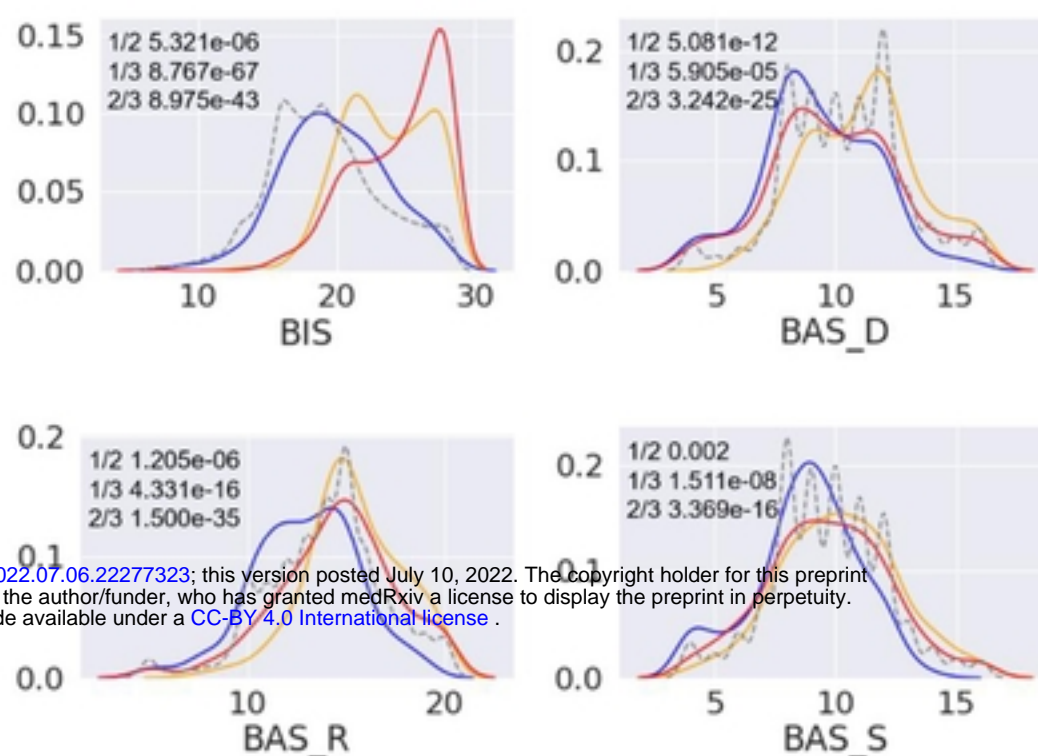 0.15
0.10
0.05
0.00
1/2 5.321e-06
1/3 8.767e-67
2/3 8.975e-43
10 20 30
BIS
0.2
0.1
0.0
1/2 5.081e-12
1/3 5.905e-05
2/3 3.242e-25
5 10 15
BAS_D
0.2
0.1
0.0
1/2 1.205e-06
1/3 4.331e-16
2/3 1.500e-35
10 20
BAS_R
0.2
0.1
0.0
1/2 0.002
1/3 1.511e-08
2/3 3.369e-16
5 10 15
BAS_S
022.07.06.22277323; this version posted July 10, 2022. The copyright holder for this preprint
the author/funder, who has granted medRxiv a license to display the preprint in perpetuity.
de available under a CC-BY 4.0 International license .